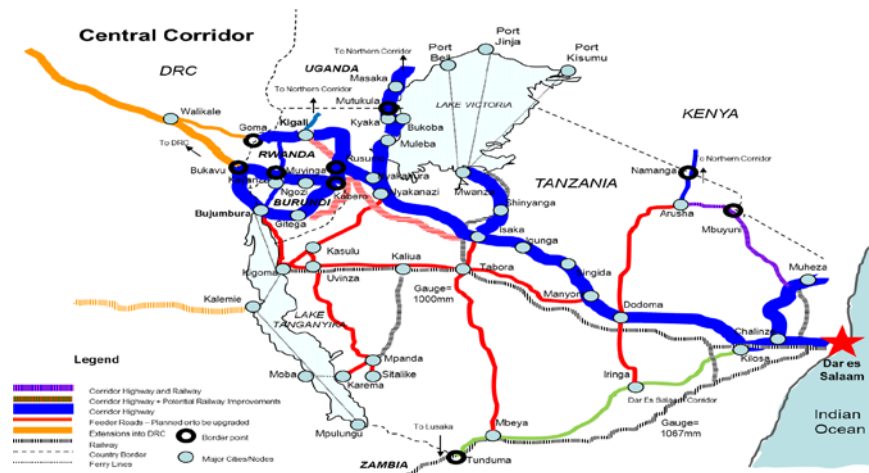 Central Corridor
DRC
UGANDA
To Northern Corridor
To Northern Corridor
Port
Bell
Port
Jinja
Port
Kisumu
Masaka
Mutukula
LAKE VICTORIA
Walikale
Goma
Kigali
Kyaka
Bukoba
KENYA
To DRC
RWANDA
Rusumo
Muleba
Bukavu
Muyinga
Nyakanazi
Mwanza
TANZANIA
Namanga
To Northern Corridor
Ngozi
Kabero
Shinyanga
BURUNDI
Bujumbura
Gitega
Isaka
Arusha
Mbuyuni
Kasulu
Kaliua
Kigoma
Uvinza
Tabora
Muheza
Gauge=
1000mm
Dodoma
Kalemie
LAKE
TANGANYIKA
Chalinze
Kilosa
Dar es
Salaam
Legend
Mpanda
Moba
Karema
Sitalike
Iringa
Dar Es Salaam Corridor
Indian
Ocean
Corridor Highway and Railway
Corridor Highway + Potential Railway Improvements
Corridor Highway
Feeder Roads – Planned or to be upgraded
Extensions into DRC
Railway
Country Border
Ferry Lines
Border point
Major Cities/Nodes
Mpulungu
To Lusaka
Mbeya
Gauge=
1067mm
ZAMBIA
Tunduma